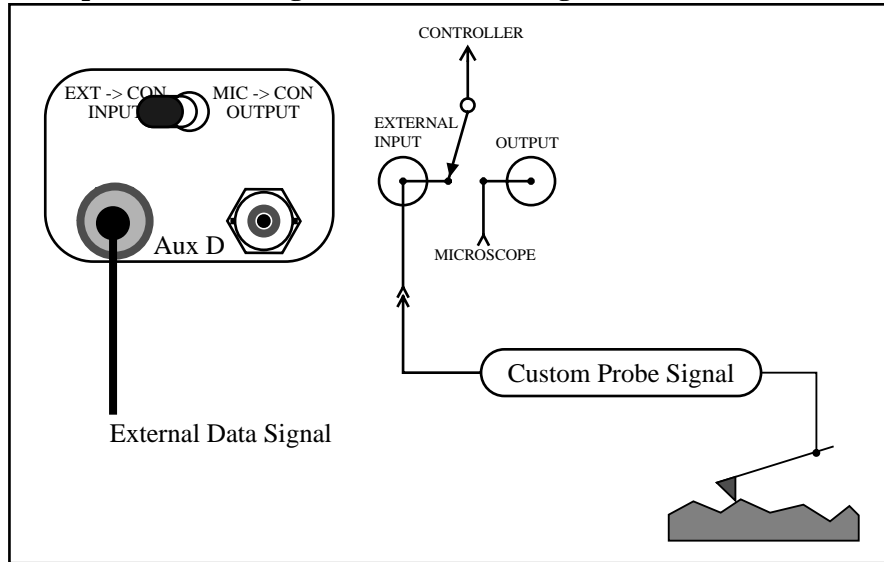 CONTROLLER
EXT -> CON
INPUT
MIC -> CON
OUTPUT
EXTERNAL
INPUT
OUTPUT
Aux D
MICROSCOPE
Custom Probe Signal
External Data Signal